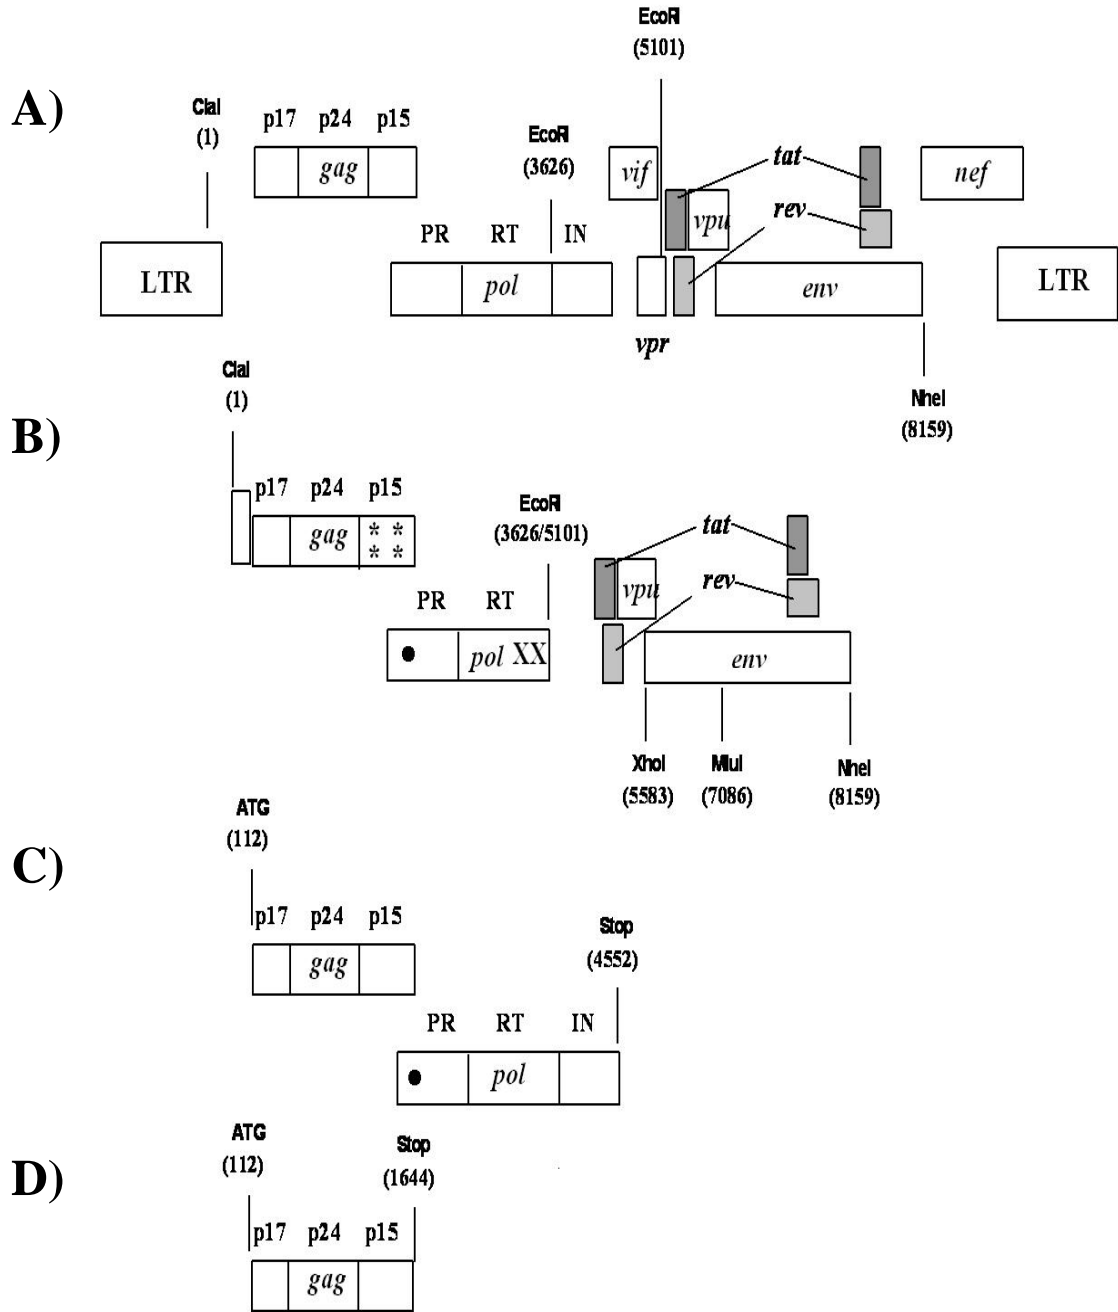 EcoRI
(5101)
A)
ClaI
(1)
p17 p24 p15
EcoRI
(3626)
gag
vif
tat
nef
vpu
rev
PR RT IN
LTR
pol
env
LTR
vpr
ClaI
(1)
NheI
(8159)
B)
p17 p24 p15
EcoRI
(3626/5101)
gag
* *
* *
tat
vpu
rev
PR RT
pol XX
env
XhoI MluI NheI
(5583) (7086) (8159)
ATG
(112)
C)
p17 p24 p15
Stop
(4552)
gag
PR RT IN
pol
ATG
(112)
Stop
(1644)
D)
p17 p24 p15
gag